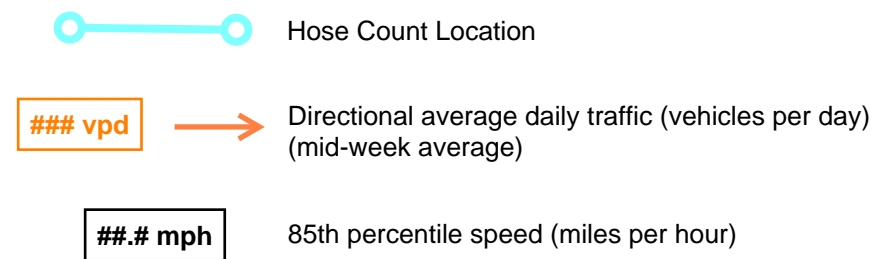 Hose Count Location
### vpd
Directional average daily traffic (vehicles per day)
(mid-week average)
##.# mph
85th percentile speed (miles per hour)